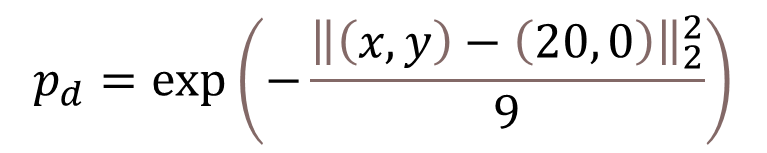 p_d = exp(-‖(x, y) − (20, 0)‖₂² / 9)